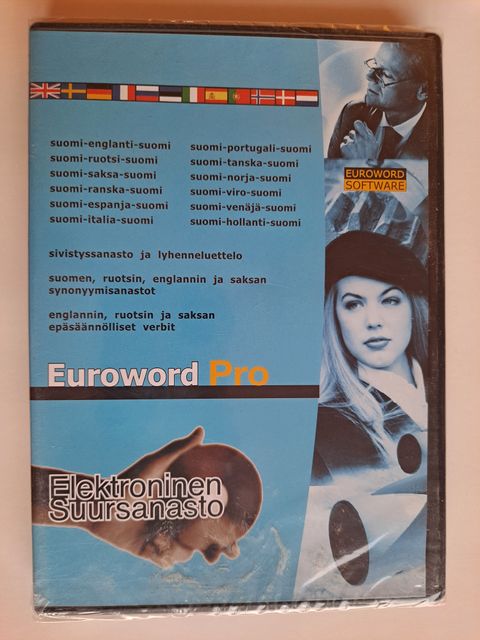 suomi-englanti-suomi
suomi-ruotsi-suomi
suomi-saksa-suomi
suomi-ranska-suomi
suomi-espanja-suomi
suomi-italia-suomi
suomi-portugali-suomi
suomi-tanska-suomi
suomi-norja-suomi
suomi-viro-suomi
suomi-venäjä-suomi
suomi-hollanti-suomi
EUROWORD
SOFTWARE
sivistyssanasto ja lyhenneluettelo
suomen, ruotsin, englannin ja saksan
synonyymisanastot
englannin, ruotsin ja saksan
epäsäännölliset verbit
Euroword Pro
Elektroninen
Suursanasto